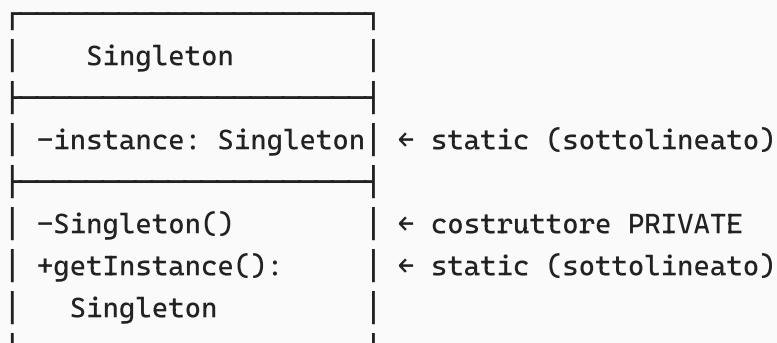 Singleton
-instance: Singleton ← static (sottolineato)
-Singleton() ← costruttore PRIVATE
+getInstance(): ← static (sottolineato)
Singleton